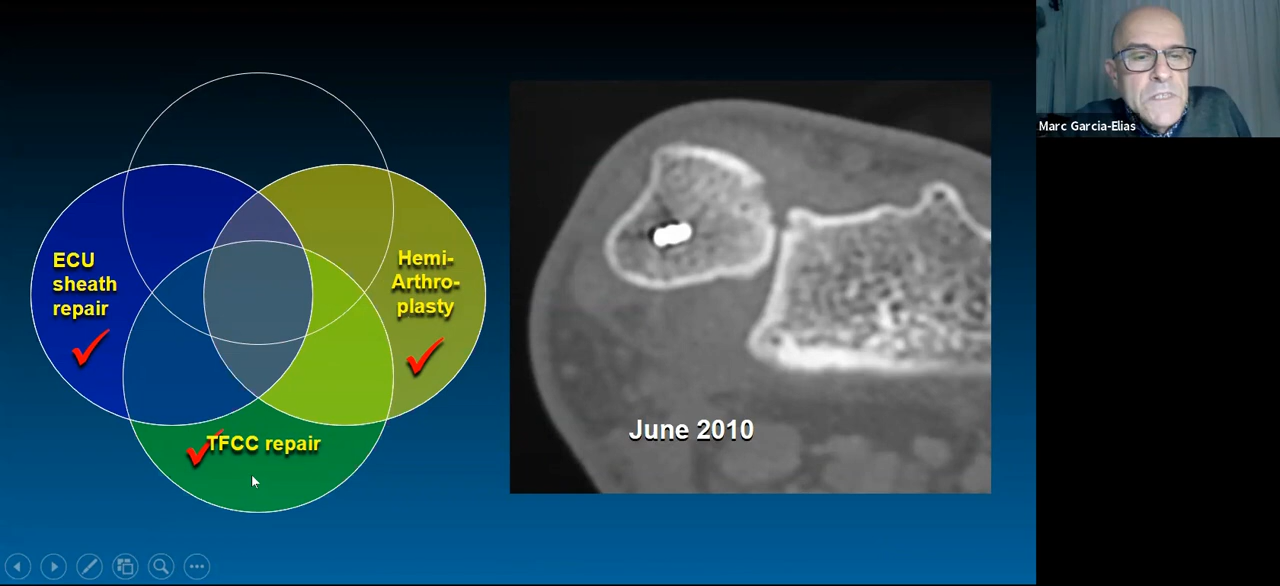 ECU
sheath
repair
Hemi-
Arthro-
plasty
TFCC repair
June 2010
Marc Garcia-Elias